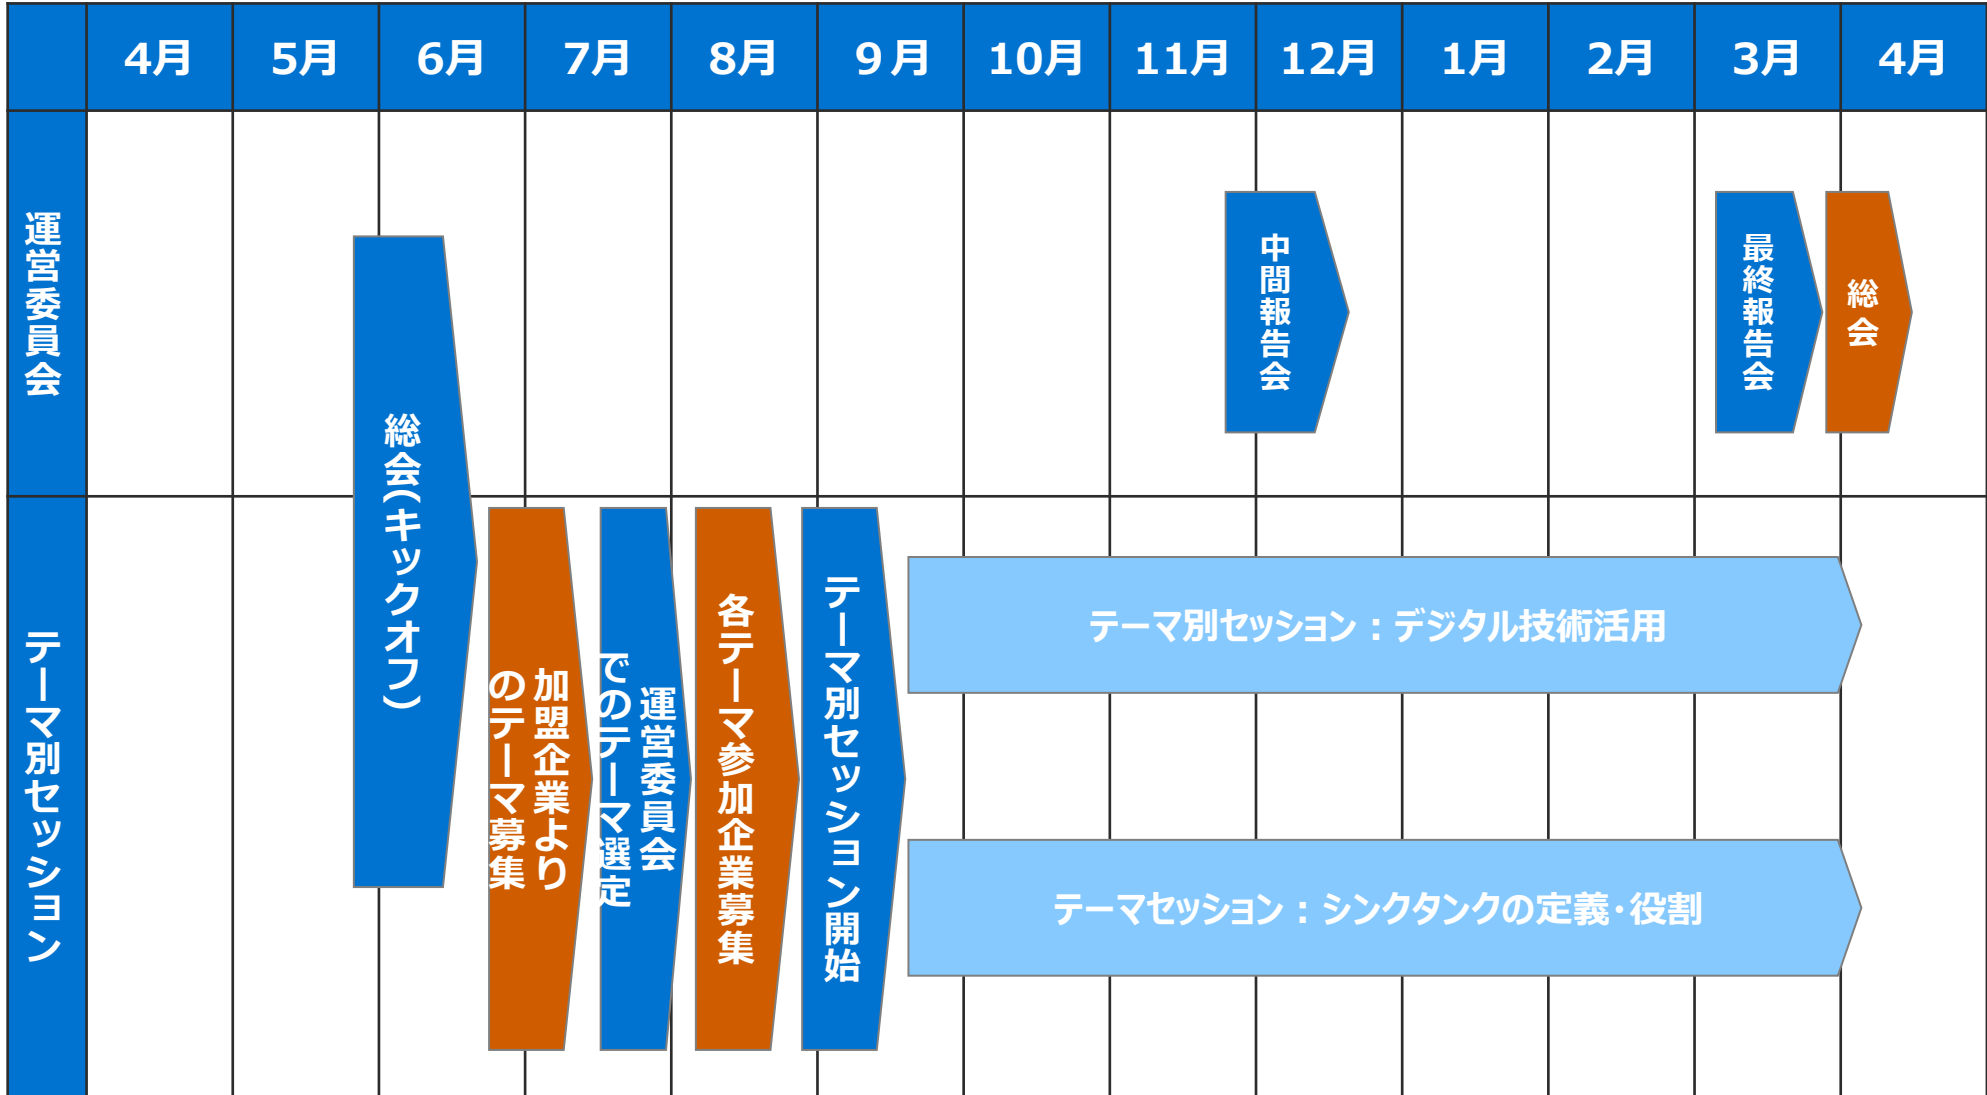 4月
5月
6月
7月
8月
9月
10月
11月
12月
1月
2月
3月
4月
運営委員会
総会(キックオフ)
中間報告会
最終報告会
総会
テーマ別セッション
加盟企業より
のテーマ募集
運営委員会
でのテーマ選定
各テーマ参加企業募集
テーマ別セッション開始
テーマ別セッション：デジタル技術活用
テーマセッション：シンクタンクの定義・役割